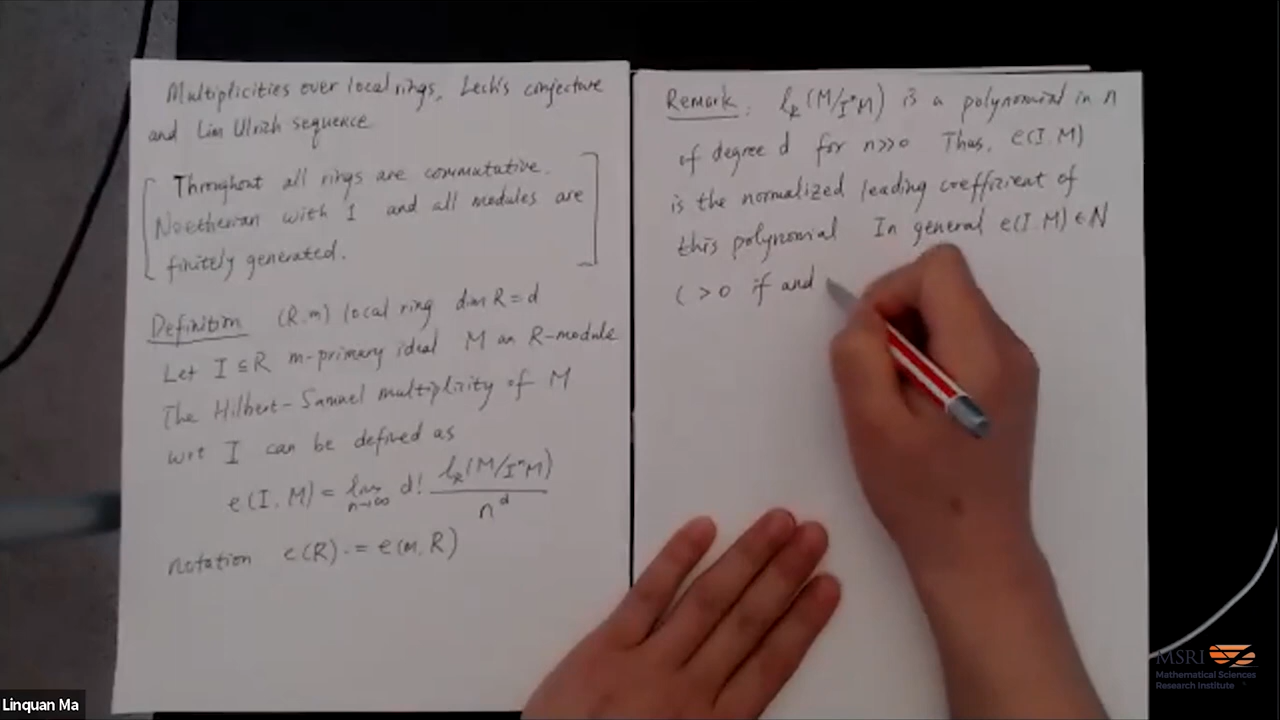 Multiplicities over local rings, Lech's conjecture
and Lim Ulrich sequence
Throughout all rings are commutative.
Noetherian with 1 and all modules are
finitely generated.
Definition (R.m) local ring dim R = d
Let I ⊆ R m-primary ideal M an R-module
The Hilbert-Samuel multiplicity of M
wrt I can be defined as
e(I, M) = lim n→∞ d! l_R(M/IⁿM) / n^d
notation e(R) := e(m, R)
Remark. l_R(M/IⁿM) is a polynomial in n
of degree d for n>>0 Thus, e(I.M)
is the normalized leading coefficient of
this polynomial In general e(I.M) ∈ N
( >0 if and
Linquan Ma
MSRI
Mathematical Sciences
Research Institute